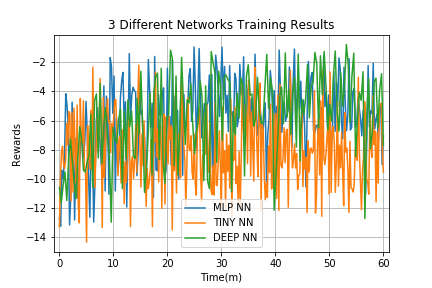 3 Different Networks Training Results
Rewards
−2
−4
−6
−8
−10
−12
−14
0
10
20
30
40
50
60
Time(m)
MLP NN
TINY NN
DEEP NN